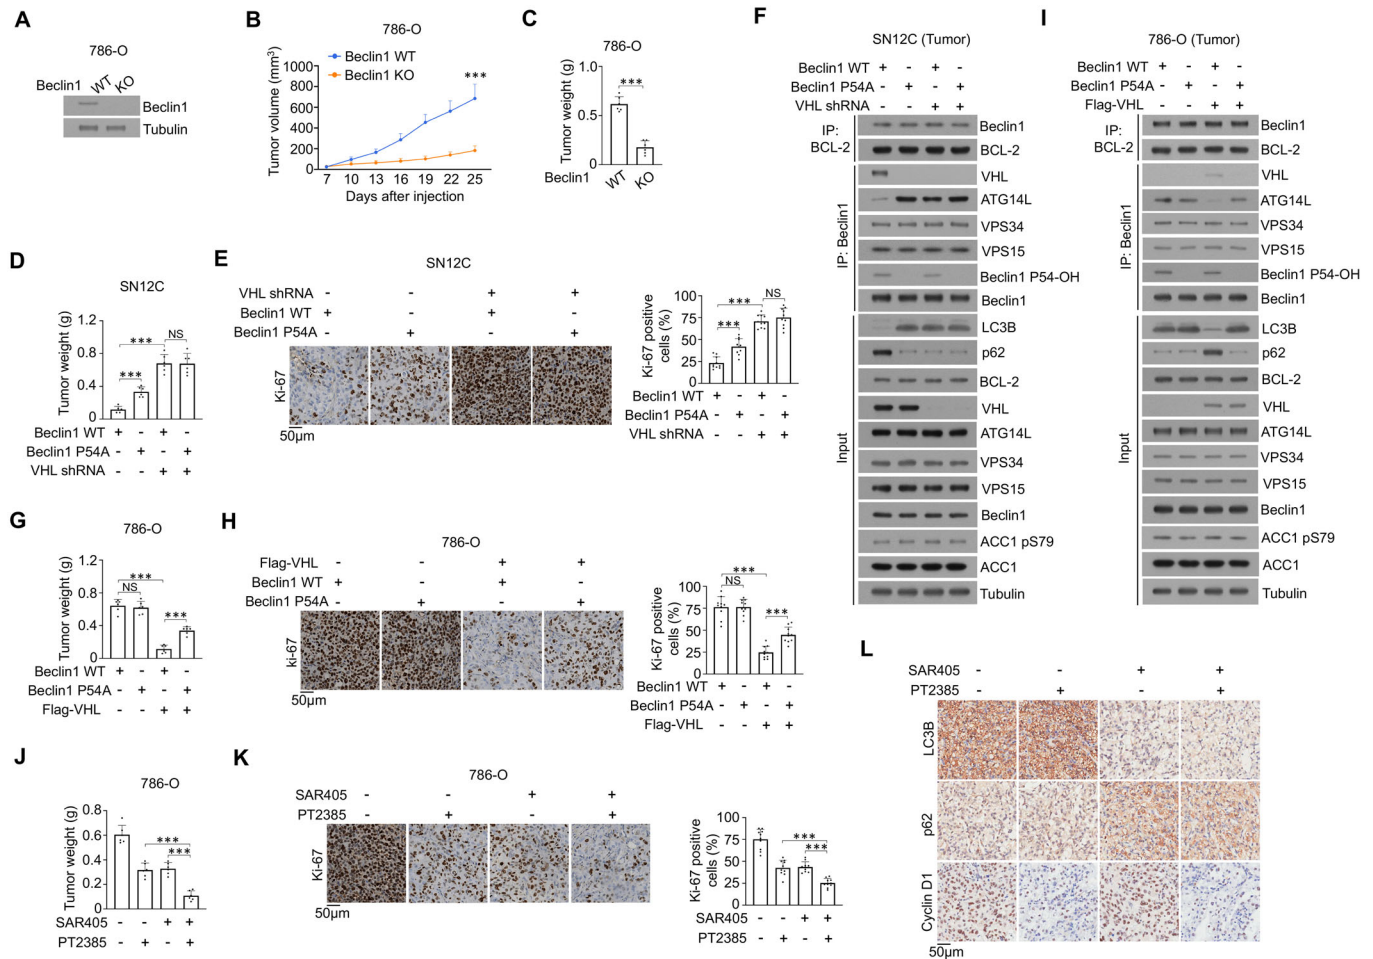 A
786-O
Beclin1 WT KO
Beclin1
Tubulin
B
786-O
Beclin1 WT
Beclin1 KO
Tumor volume (mm³)
1000
800
600
400
200
0
***
7 10 13 16 19 22 25
Days after injection
C
786-O
Tumor weight (g)
1.0
0.5
0
***
Beclin1 WT KO
D
SN12C
Tumor weight (g)
1.2
0.8
0.4
0
*** *** NS
Beclin1 WT + - + -
Beclin1 P54A - + - +
VHL shRNA - - + +
E
SN12C
VHL shRNA - - + +
Beclin1 WT + - + -
Beclin1 P54A - + - +
Ki-67
50μm
Ki-67 positive
cells (%)
100
75
50
25
0
*** *** NS
Beclin1 WT + - + -
Beclin1 P54A - + - +
VHL shRNA - - + +
F
SN12C (Tumor)
Beclin1 WT + - + -
Beclin1 P54A - + - +
VHL shRNA - - + +
IP:
BCL-2
Beclin1
BCL-2
IP: Beclin1
VHL
ATG14L
VPS34
VPS15
Beclin1 P54-OH
Beclin1
Input
LC3B
p62
BCL-2
VHL
ATG14L
VPS34
VPS15
Beclin1
ACC1 pS79
ACC1
Tubulin
G
786-O
Tumor weight (g)
1.2
0.8
0.4
0
*** NS ***
Beclin1 WT + - + -
Beclin1 P54A - + - +
Flag-VHL - - + +
H
786-O
Flag-VHL - - + +
Beclin1 WT + - + -
Beclin1 P54A - + - +
ki-67
50μm
Ki-67 positive
cells (%)
100
75
50
25
0
*** NS ***
Beclin1 WT + - + -
Beclin1 P54A - + - +
Flag-VHL - - + +
I
786-O (Tumor)
Beclin1 WT + - + -
Beclin1 P54A - + - +
Flag-VHL - - + +
IP:
BCL-2
Beclin1
BCL-2
IP: Beclin1
VHL
ATG14L
VPS34
VPS15
Beclin1 P54-OH
Beclin1
Input
LC3B
p62
BCL-2
VHL
ATG14L
VPS34
VPS15
Beclin1
ACC1 pS79
ACC1
Tubulin
J
786-O
Tumor weight (g)
0.8
0.6
0.4
0.2
0
*** ***
SAR405 - - + +
PT2385 - + - +
K
786-O
SAR405 - - + +
PT2385 - + - +
Ki-67
50μm
Ki-67 positive
cells (%)
100
75
50
25
0
*** ***
SAR405 - - + +
PT2385 - + - +
L
SAR405 - - + +
PT2385 - + - +
LC3B
p62
Cyclin D1
50μm